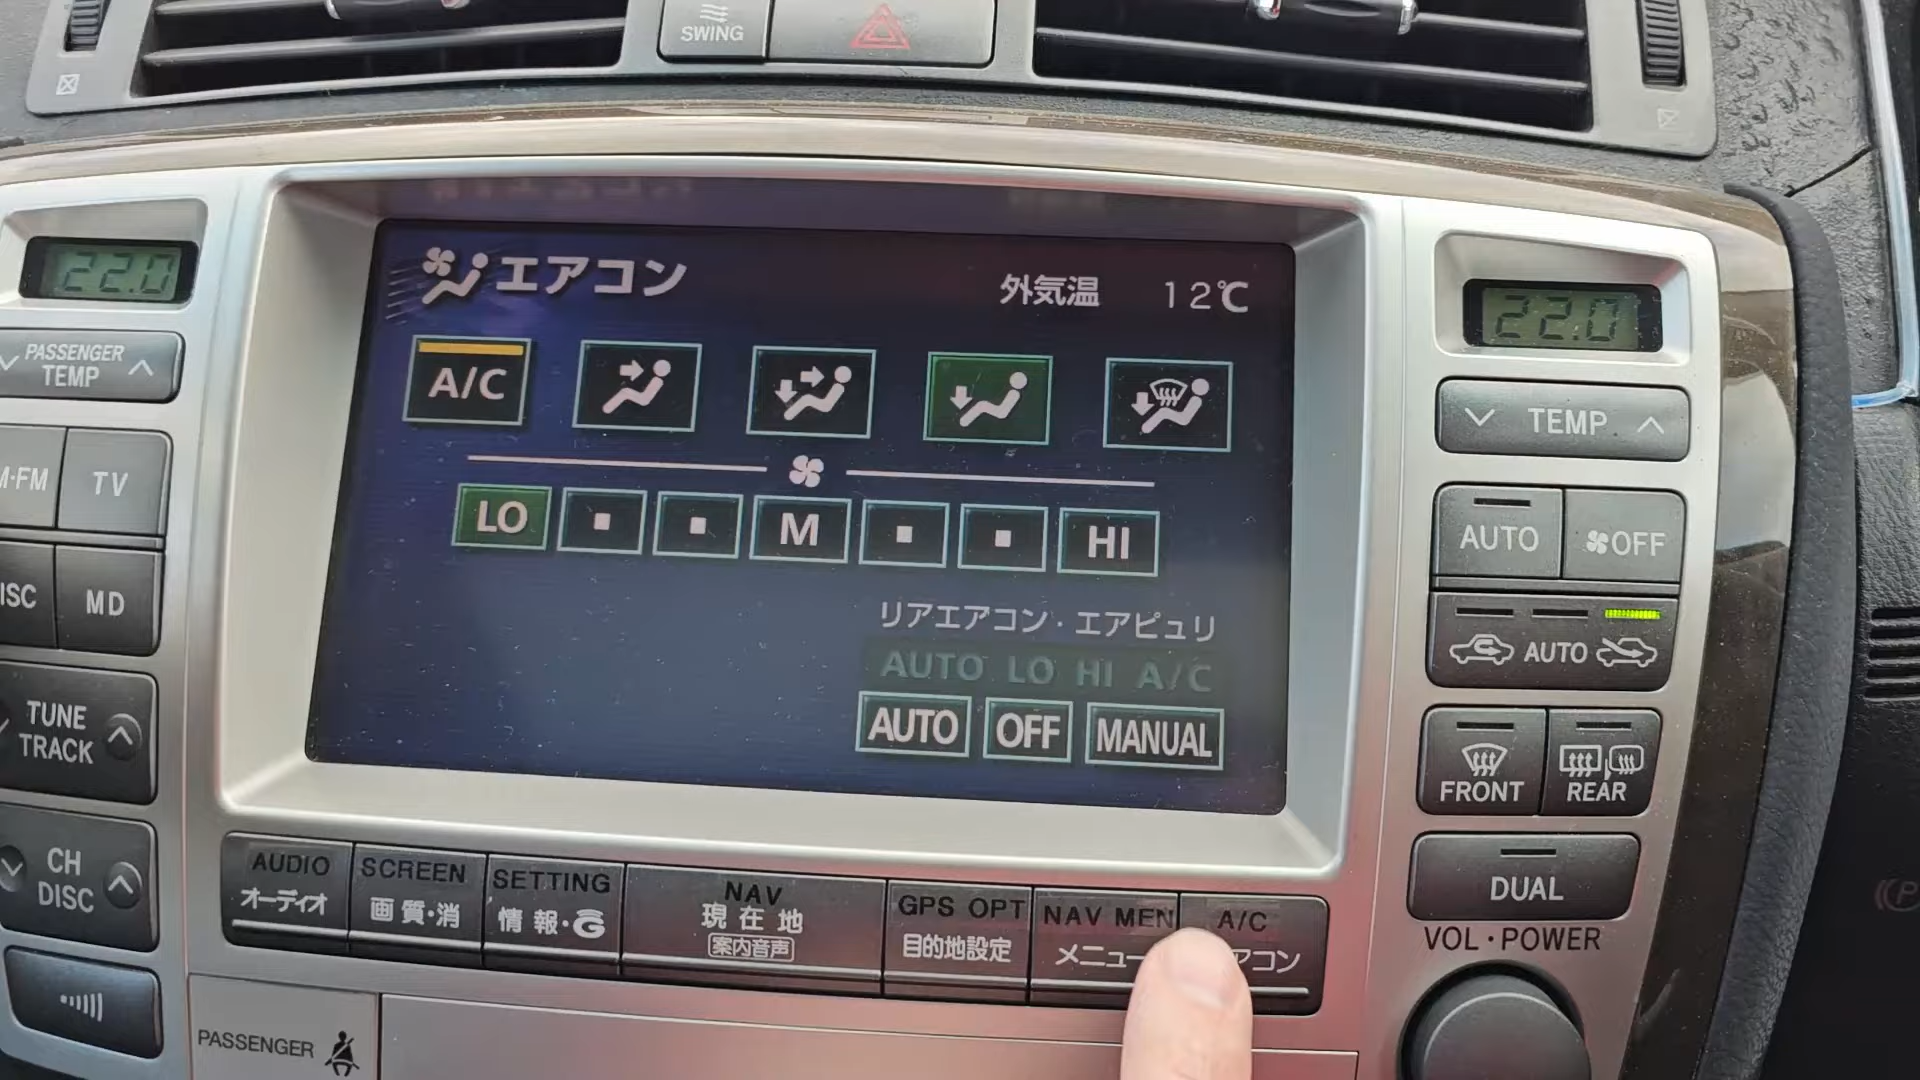 SWING
22.0
PASSENGER
TEMP
TV
MD
TUNE
TRACK
CH
DISC
PASSENGER
エアコン
外気温 12℃
A/C
LO M HI
リアエアコン・エアピュリ
AUTO LO HI A/C
AUTO OFF MANUAL
AUDIO
オーディオ
SCREEN
画質・消
SETTING
情報・G
NAV
現在地
案内音声
GPS OPT
目的地設定
NAV MEN
メニュー
A/C
アコン
22.0
TEMP
AUTO OFF
AUTO
FRONT REAR
DUAL
VOL・POWER